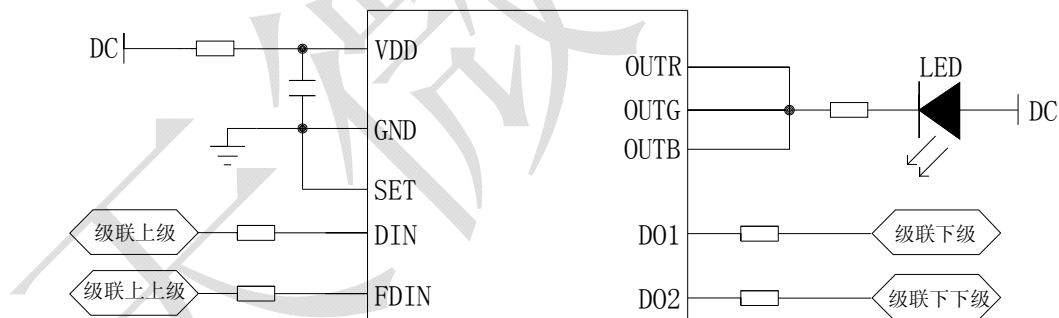 DC
VDD
GND
SET
级联上级
DIN
级联上上级
FDIN
OUTR
OUTG
OUTB
LED
DC
DO1
级联下级
DO2
级联下下级